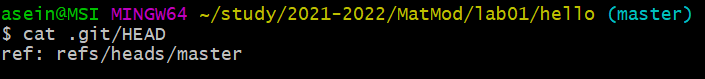 asein@MSI MINGW64 ~/study/2021-2022/MatMod/lab01/hello (master)
$ cat .git/HEAD
ref: refs/heads/master